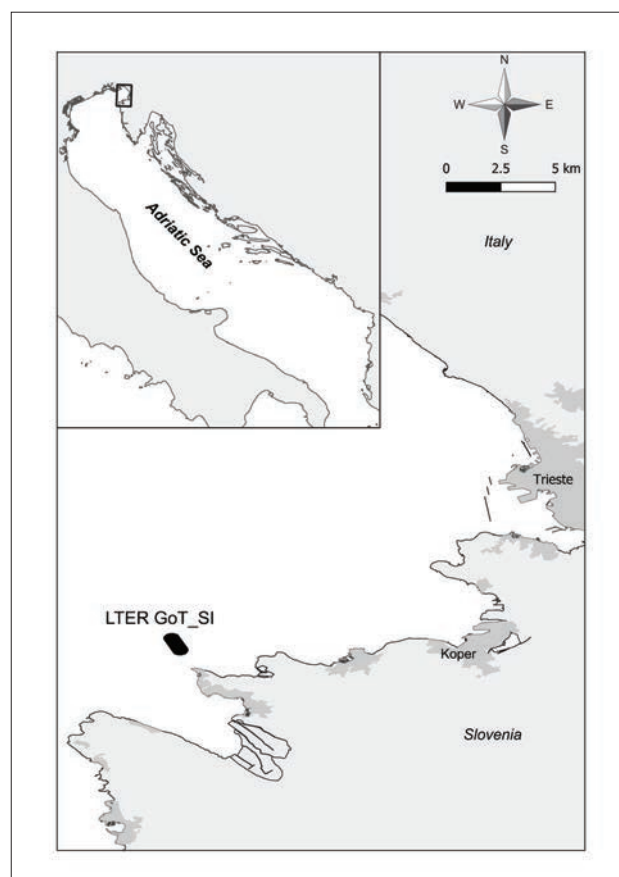 N
W E
S
0 2.5 5 km
Adriatic Sea
Italy
Trieste
LTER GoT_SI
Koper
Slovenia